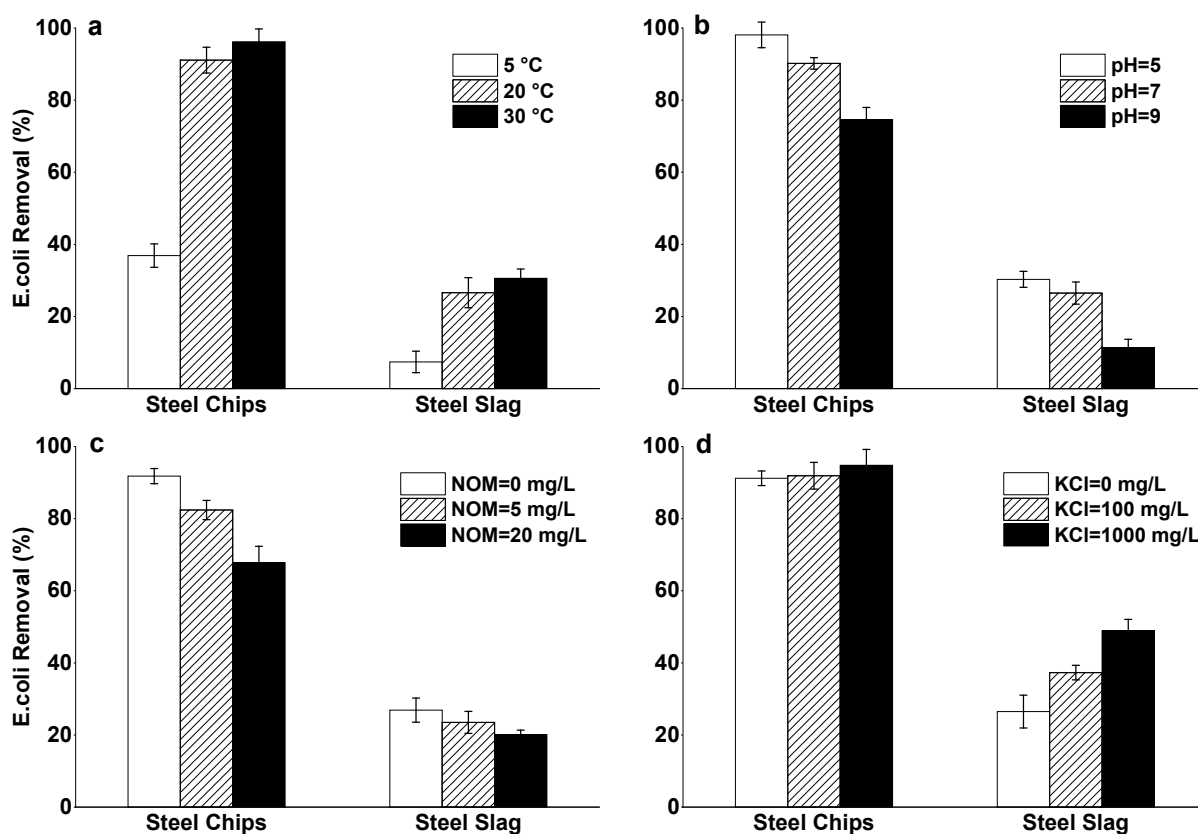 a
E.coli Removal (%)
100
80
60
40
20
0
5 °C
20 °C
30 °C
Steel Chips
Steel Slag
b
100
80
60
40
20
0
pH=5
pH=7
pH=9
Steel Chips
Steel Slag
c
E.coli Removal (%)
100
80
60
40
20
0
NOM=0 mg/L
NOM=5 mg/L
NOM=20 mg/L
Steel Chips
Steel Slag
d
100
80
60
40
20
0
KCl=0 mg/L
KCl=100 mg/L
KCl=1000 mg/L
Steel Chips
Steel Slag